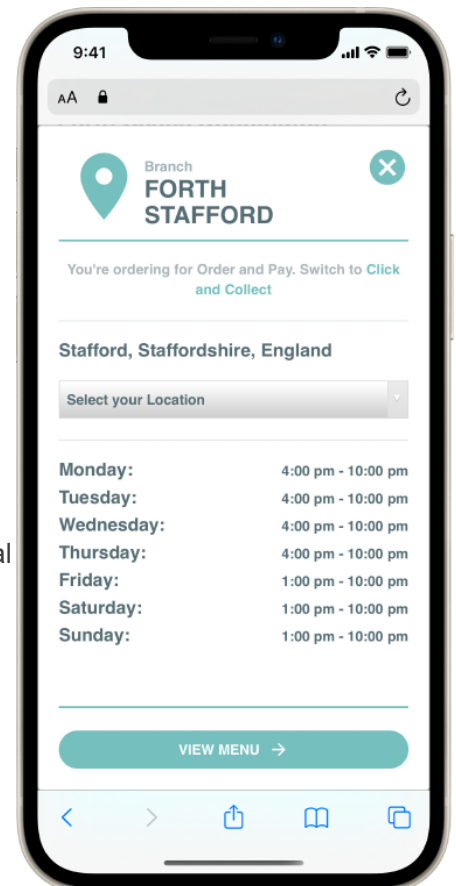 9:41
AA
Branch
FORTH
STAFFORD
You're ordering for Order and Pay. Switch to Click
and Collect
Stafford, Staffordshire, England
Select your Location
Monday: 4:00 pm - 10:00 pm
Tuesday: 4:00 pm - 10:00 pm
Wednesday: 4:00 pm - 10:00 pm
Thursday: 4:00 pm - 10:00 pm
al
Friday: 1:00 pm - 10:00 pm
Saturday: 1:00 pm - 10:00 pm
Sunday: 1:00 pm - 10:00 pm
VIEW MENU →